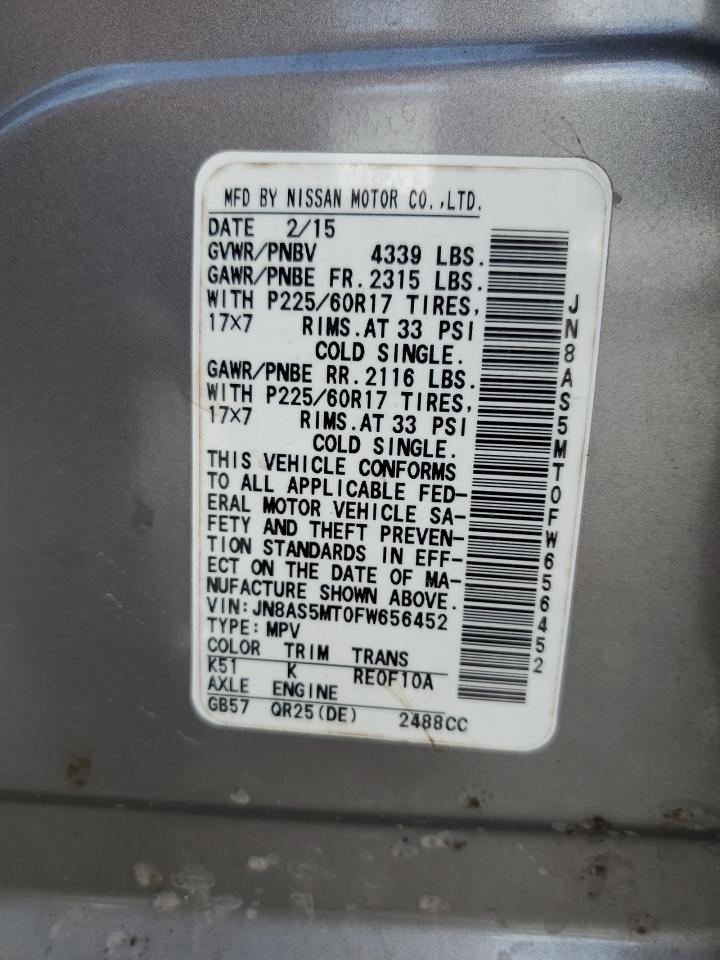 MFD BY NISSAN MOTOR CO.,LTD.
DATE 2/15
GVWR/PNBV 4339 LBS.
GAWR/PNBE FR.2315 LBS.
WITH P225/60R17 TIRES,
17×7 RIMS.AT 33 PSI
COLD SINGLE.
GAWR/PNBE RR.2116 LBS.
WITH P225/60R17 TIRES,
17×7 RIMS.AT 33 PSI
COLD SINGLE.
THIS VEHICLE CONFORMS
TO ALL APPLICABLE FED-
ERAL MOTOR VEHICLE SA-
FETY AND THEFT PREVEN-
TION STANDARDS IN EFF-
ECT ON THE DATE OF MA-
NUFACTURE SHOWN ABOVE.
VIN:JN8AS5MT0FW656452
TYPE:MPV
COLOR TRIM TRANS
K51 K RE0F10A
AXLE ENGINE
GB57 QR25(DE) 2488CC
JN8AS5MT0FW656452